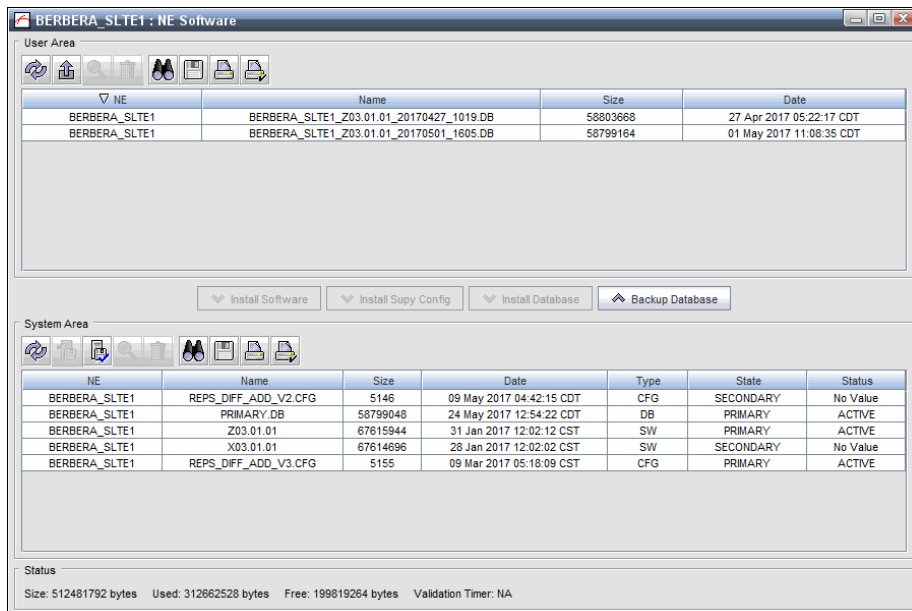 BERBERA_SLTE1 : NE Software
User Area
▽ NE Name Size Date
BERBERA_SLTE1 BERBERA_SLTE1_Z03.01.01_20170427_1019.DB 58803668 27 Apr 2017 05:22:17 CDT
BERBERA_SLTE1 BERBERA_SLTE1_Z03.01.01_20170501_1605.DB 58799164 01 May 2017 11:08:35 CDT
Install Software Install Supy Config Install Database Backup Database
System Area
NE Name Size Date Type State Status
BERBERA_SLTE1 REPS_DIFF_ADD_V2.CFG 5146 09 May 2017 04:42:15 CDT CFG SECONDARY No Value
BERBERA_SLTE1 PRIMARY.DB 58799048 24 May 2017 12:54:22 CDT DB PRIMARY ACTIVE
BERBERA_SLTE1 Z03.01.01 67615944 31 Jan 2017 12:02:12 CST SW PRIMARY ACTIVE
BERBERA_SLTE1 X03.01.01 67614696 28 Jan 2017 12:02:02 CST SW SECONDARY No Value
BERBERA_SLTE1 REPS_DIFF_ADD_V3.CFG 5155 09 Mar 2017 05:18:09 CST CFG PRIMARY ACTIVE
Status
Size: 512481792 bytes Used: 312662528 bytes Free: 199819264 bytes Validation Timer: NA